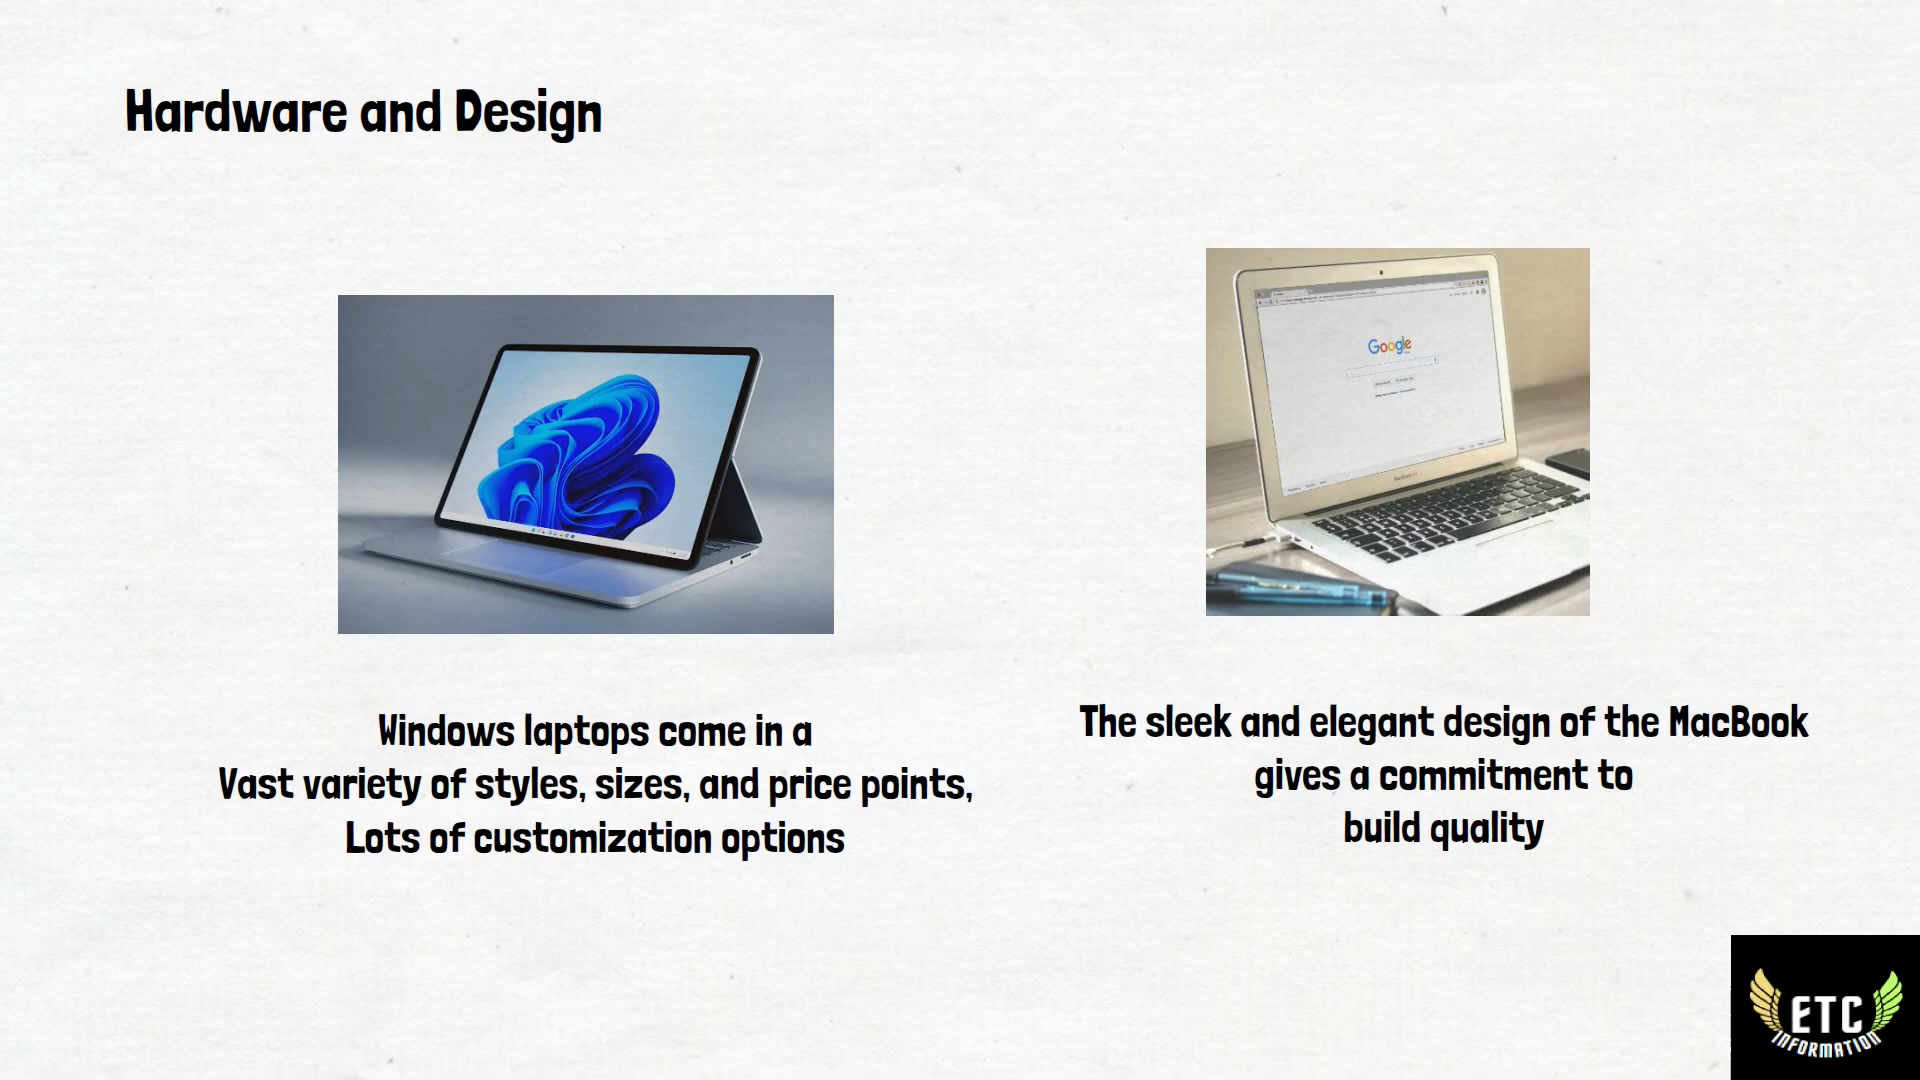 Hardware and Design
Google
Windows laptops come in a
Vast variety of styles, sizes, and price points,
Lots of customization options
The sleek and elegant design of the MacBook
gives a commitment to
build quality
ETC
INFORMATION